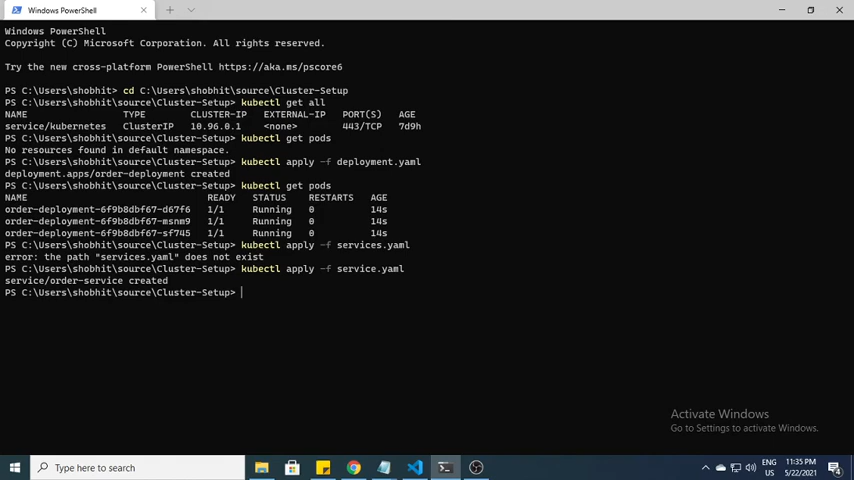 Windows PowerShell
Windows PowerShell
Copyright (C) Microsoft Corporation. All rights reserved.
Try the new cross-platform PowerShell https://aka.ms/pscore6
PS C:\Users\shobhit> cd C:\Users\shobhit\source\Cluster-Setup
PS C:\Users\shobhit\source\Cluster-Setup> kubectl get all
NAME TYPE CLUSTER-IP EXTERNAL-IP PORT(S) AGE
service/kubernetes ClusterIP 10.96.0.1 <none> 443/TCP 7d9h
PS C:\Users\shobhit\source\Cluster-Setup> kubectl get pods
No resources found in default namespace.
PS C:\Users\shobhit\source\Cluster-Setup> kubectl apply -f deployment.yaml
deployment.apps/order-deployment created
PS C:\Users\shobhit\source\Cluster-Setup> kubectl get pods
NAME READY STATUS RESTARTS AGE
order-deployment-6f9b8dbf67-d67f6 1/1 Running 0 14s
order-deployment-6f9b8dbf67-msnm9 1/1 Running 0 14s
order-deployment-6f9b8dbf67-sf745 1/1 Running 0 14s
PS C:\Users\shobhit\source\Cluster-Setup> kubectl apply -f services.yaml
error: the path "services.yaml" does not exist
PS C:\Users\shobhit\source\Cluster-Setup> kubectl apply -f service.yaml
service/order-service created
PS C:\Users\shobhit\source\Cluster-Setup>
Activate Windows
Go to Settings to activate Windows.
Type here to search
ENG
US
11:35 PM
5/22/2021
4